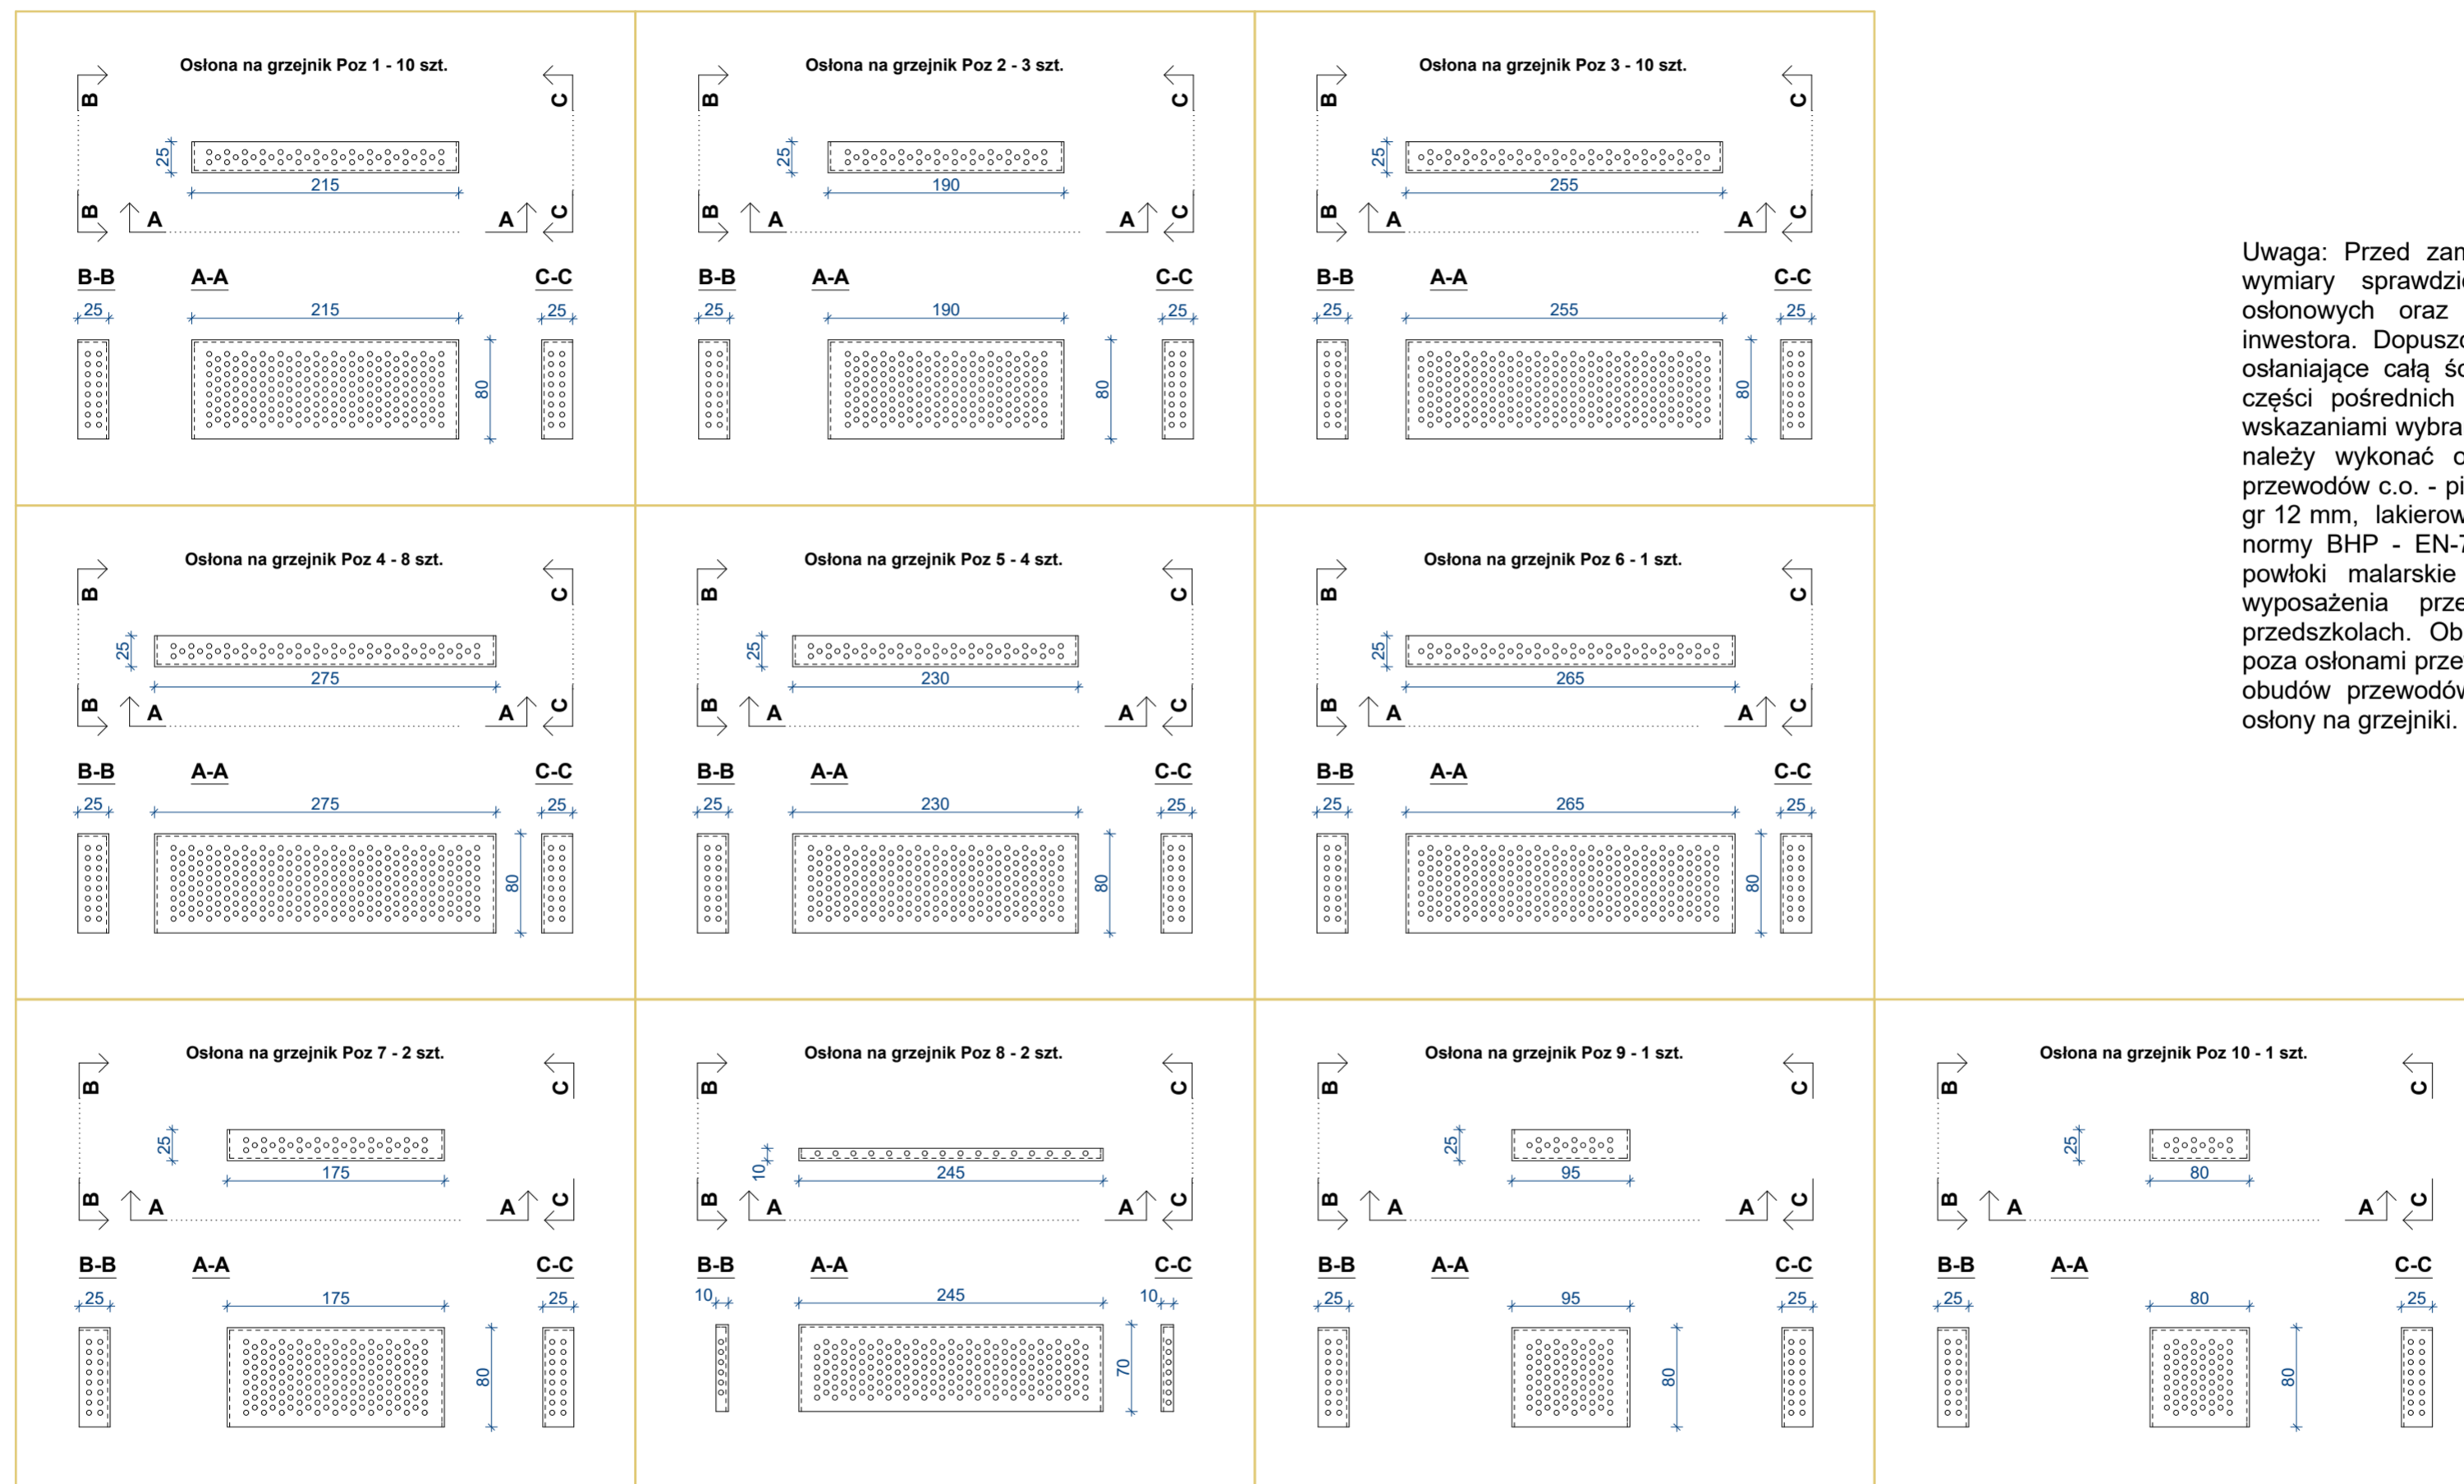 Osłona na grzejnik Poz 1 - 10 szt.
B
C
25
215
B
A
A
C
B-B
A-A
C-C
25
215
25
80
Osłona na grzejnik Poz 2 - 3 szt.
B
C
25
190
B
A
A
C
B-B
A-A
C-C
25
190
25
80
Osłona na grzejnik Poz 3 - 10 szt.
B
C
25
255
B
A
A
C
B-B
A-A
C-C
25
255
25
80
Uwaga: Przed zam
wymiary sprawdzi
osłonowych oraz
inwestora. Dopuszc
osłaniające całą śc
części pośrednich
wskazaniami wybra
należy wykonać o
przewodów c.o. - pi
gr 12 mm, lakierow
normy BHP - EN-7
powłoki malarskie
wyposażenia prze
przedszkolach. Ob
poza osłonami prze
obudów przewodów
osłony na grzejniki.
Osłona na grzejnik Poz 4 - 8 szt.
B
C
25
275
B
A
A
C
B-B
A-A
C-C
25
275
25
80
Osłona na grzejnik Poz 5 - 4 szt.
B
C
25
230
B
A
A
C
B-B
A-A
C-C
25
230
25
80
Osłona na grzejnik Poz 6 - 1 szt.
B
C
25
265
B
A
A
C
B-B
A-A
C-C
25
265
25
80
Osłona na grzejnik Poz 7 - 2 szt.
B
C
25
175
B
A
A
C
B-B
A-A
C-C
25
175
25
80
Osłona na grzejnik Poz 8 - 2 szt.
B
C
10
245
B
A
A
C
B-B
A-A
C-C
10
245
10
70
Osłona na grzejnik Poz 9 - 1 szt.
B
C
25
95
B
A
A
C
B-B
A-A
C-C
25
95
25
80
Osłona na grzejnik Poz 10 - 1 szt.
B
C
25
80
B
A
A
C
B-B
A-A
C-C
25
80
25
80